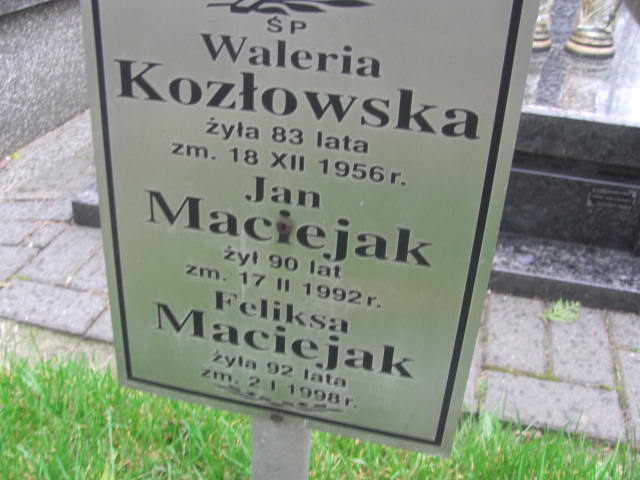 ŚP
Waleria
Kozłowska
żyła 83 lata
zm. 18 XII 1956 r.
Jan
Maciejak
żył 90 lat
zm. 17 II 1992 r.
Feliksa
Maciejak
żyła 92 lata
zm. 2 I 1998 r.